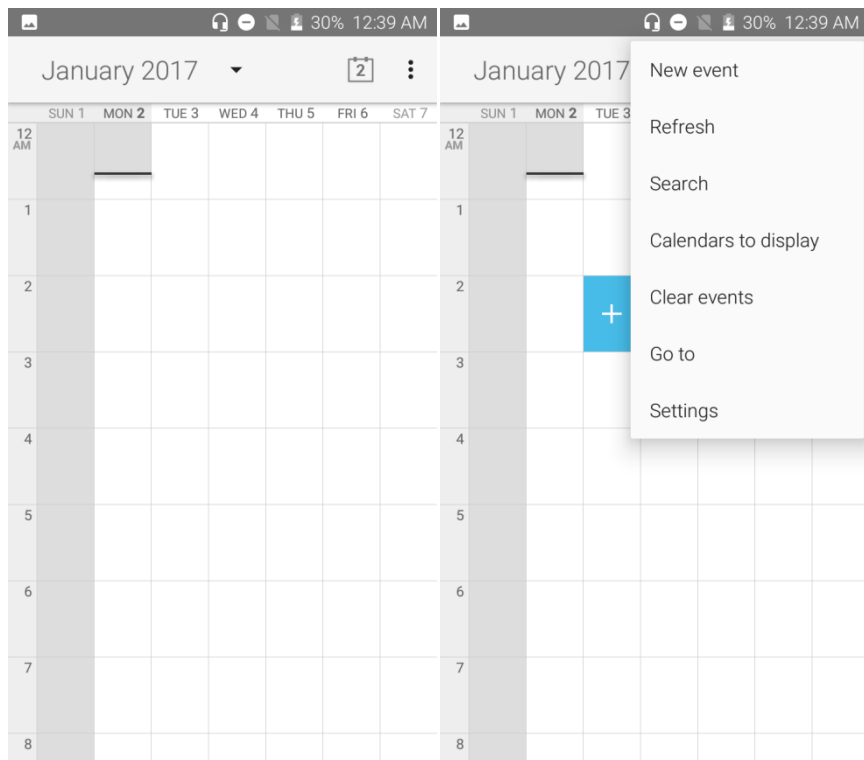 30% 12:39 AM
January 2017
2
SUN 1 MON 2 TUE 3 WED 4 THU 5 FRI 6 SAT 7
12
AM
1
2
3
4
5
6
7
8
30% 12:39 AM
January 2017
SUN 1 MON 2 TUE 3
12
AM
1
2
3
4
5
6
7
8
New event
Refresh
Search
Calendars to display
Clear events
Go to
Settings